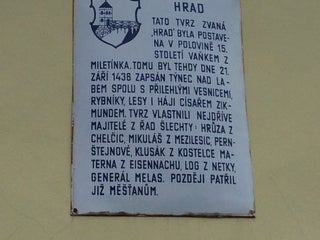 HRAD
TATO TVRZ ZVANÁ
„HRAD“ BYLA POSTAVE-
NA V POLOVINĚ 15.
STOLETÍ VAŇKEM Z
MILETÍNKA. TOMU BYL TEHDY DNE 21.
ZÁŘÍ 1436 ZAPSÁN TÝNEC NAD LA-
BEM SPOLU S PŘILEHLÝMI VESNICEMI,
RYBNÍKY, LESY I HÁJI CÍSAŘEM ZIK-
MUNDEM. TVRZ VLASTNILI NEJDŘÍVE
MAJITELÉ Z ŘAD ŠLECHTY: HRŮZA Z
CHELČIC, MIKULÁŠ Z MEZILESIC, PERN-
ŠTEJNOVÉ, KLUSÁK Z KOSTELCE MA-
TERNA Z EISENNACHU, LOG Z NETKY,
GENERÁL MELAS. POZDĚJI PATŘIL
JIŽ MĚŠŤANŮM.